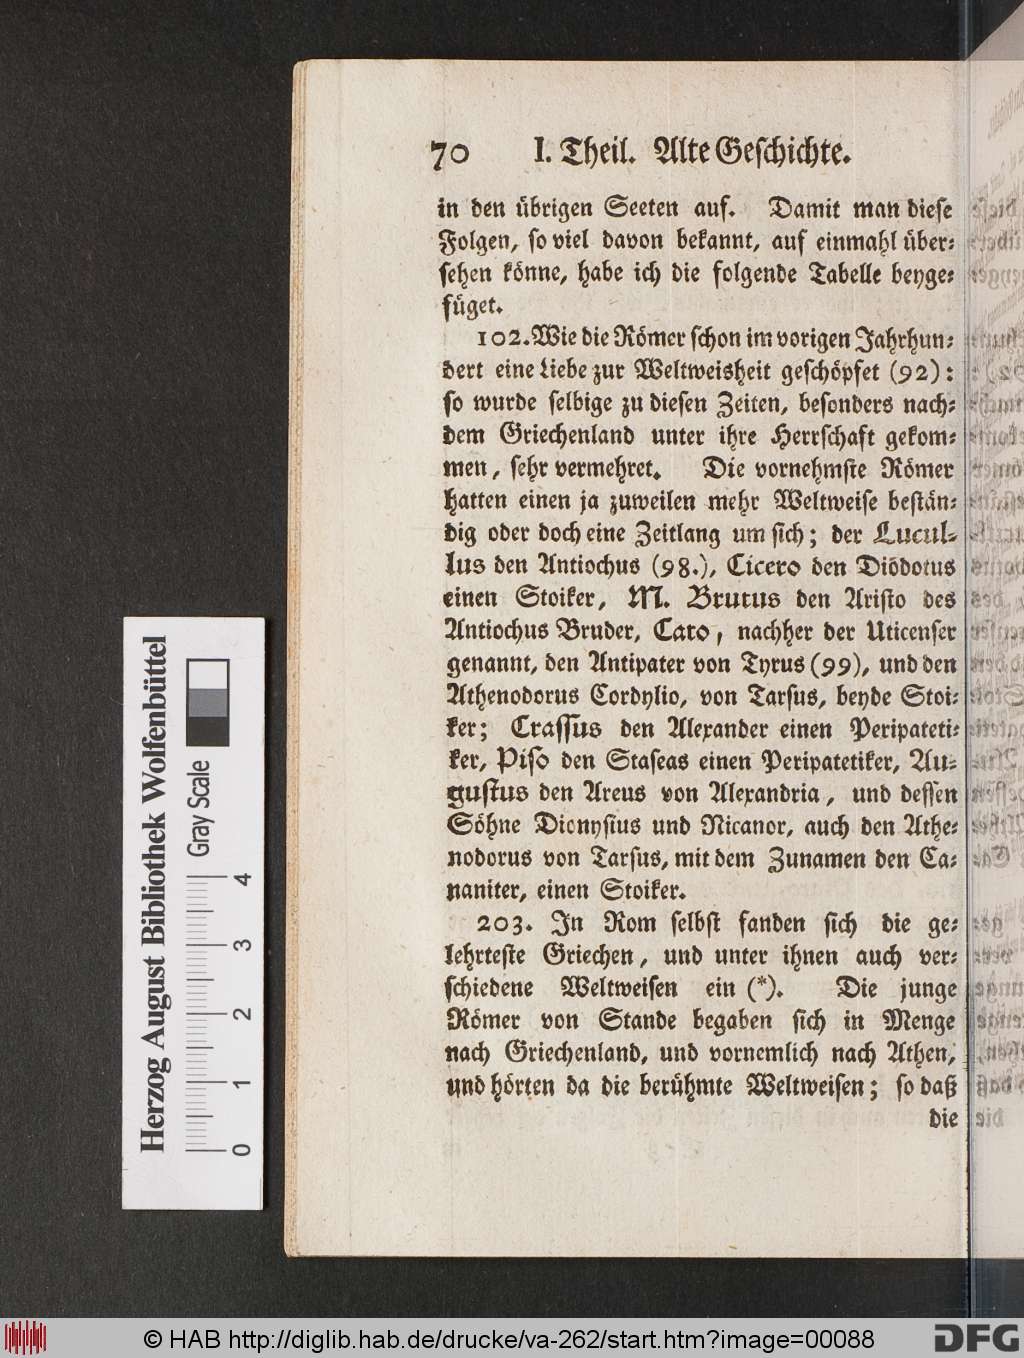 70 I. Theil. Alte Geschichte.
in den übrigen Seeten auf. Damit man diese
Folgen, so viel davon bekannt, auf einmahl über-
sehen könne, habe ich die folgende Tabelle beyge-
füget.
102. Wie die Römer schon im vorigen Jahrhun-
dert eine Liebe zur Weltweisheit geschöpfet (92):
so wurde selbige zu diesen Zeiten, besonders nach-
dem Griechenland unter ihre Herrschaft gekom-
men, sehr vermehret. Die vornehmste Römer
hatten einen ja zuweilen mehr Weltweise bestän-
dig oder doch eine Zeitlang um sich; der Lucul-
lus den Antiochus (98.), Cicero den Diödotus
einen Stoiker, M. Brutus den Aristo des
Antiochus Bruder, Cato, nachher der Uticenser
genannt, den Antipater von Tyrus (99), und den
Athenodorus Cordylio, von Tarsus, beyde Stoi-
ker; Crassus den Alexander einen Peripateti-
ker, Piso den Staseas einen Peripatetiker, Au-
gustus den Areus von Alexandria, und dessen
Söhne Dionysius und Nicanor, auch den Athe-
nodorus von Tarsus, mit dem Zunamen den Ca-
naniter, einen Stoiker.
203. In Rom selbst fanden sich die ge-
lehrteste Griechen, und unter ihnen auch ver-
schiedene Weltweisen ein (*). Die junge
Römer von Stande begaben sich in Menge
nach Griechenland, und vornemlich nach Athen,
und hörten da die berühmte Weltweisen; so daß
die
Herzog August Bibliothek Wolfenbüttel
Gray Scale
0 1 2 3 4
© HAB http://diglib.hab.de/drucke/va-262/start.htm?image=00088
DFG